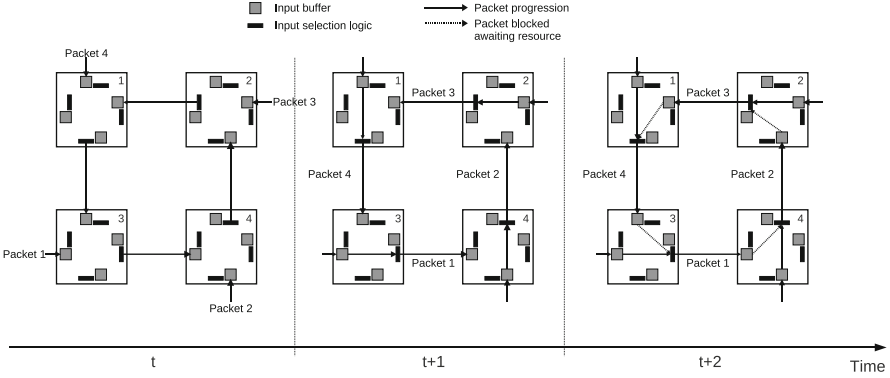 Input buffer
Input selection logic
Packet progression
Packet blocked
awaiting resource
Packet 4
1
2
Packet 3
3
4
Packet 1
Packet 2
1
2
Packet 3
Packet 4
Packet 2
3
4
Packet 1
1
2
Packet 3
Packet 4
Packet 2
3
4
Packet 1
t
t+1
t+2
Time